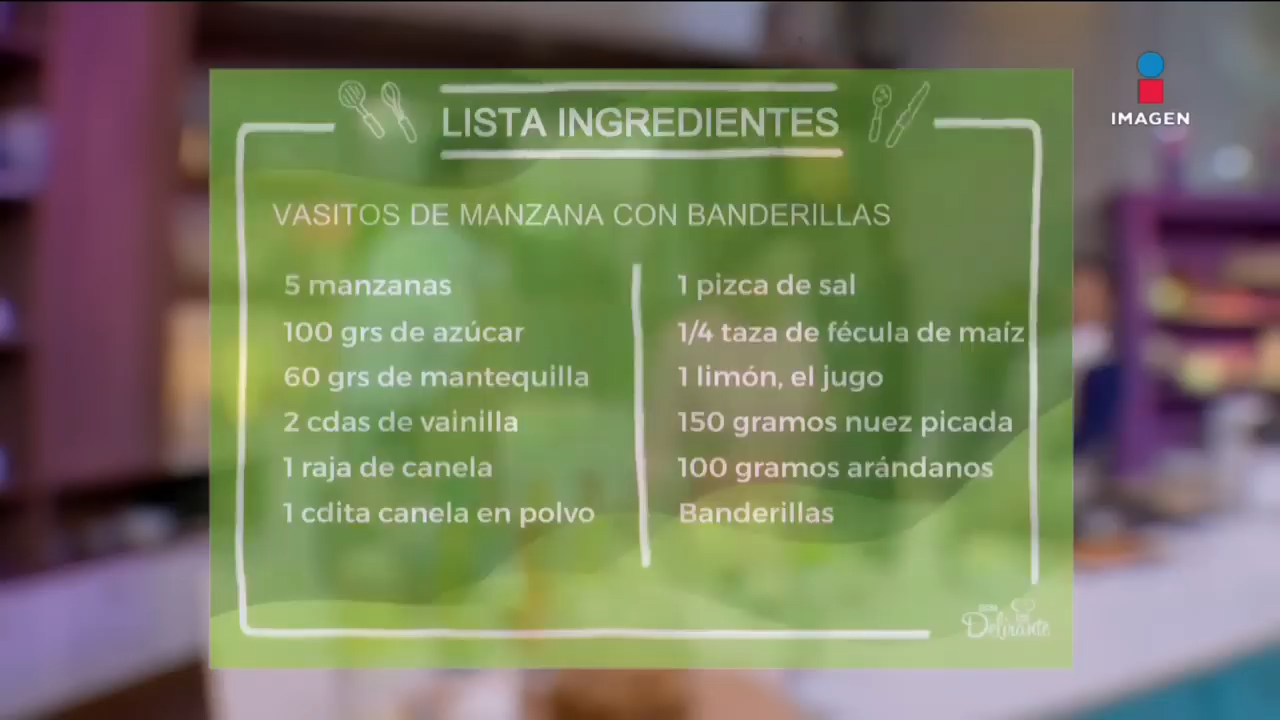 LISTA INGREDIENTES
IMAGEN
VASITOS DE MANZANA CON BANDERILLAS
5 manzanas
100 grs de azúcar
60 grs de mantequilla
2 cdas de vainilla
1 raja de canela
1 cdita canela en polvo
1 pizca de sal
1/4 taza de fécula de maíz
1 limón, el jugo
150 gramos nuez picada
100 gramos arándanos
Banderillas
Delirante